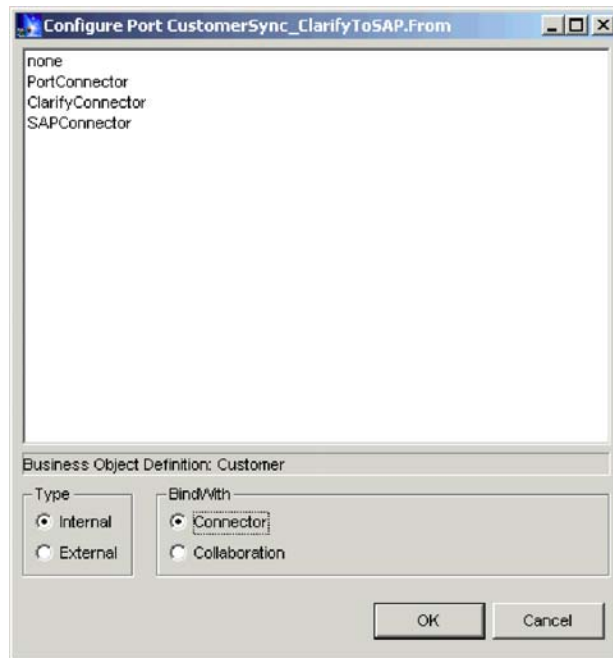 Configure Port CustomerSync_ClarifyToSAP.From
none
PortConnector
ClarifyConnector
SAPConnector
Business Object Definition: Customer
Type
BindWith
Internal
Connector
External
Collaboration
OK
Cancel